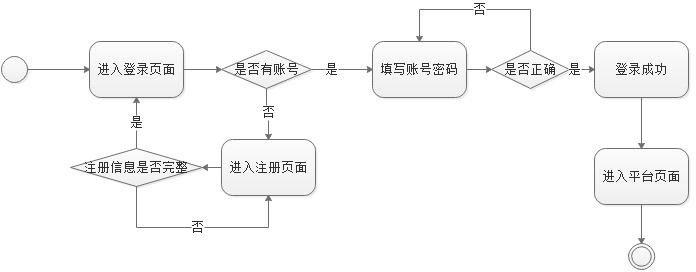 否
进入登录页面
是否有账号
是
填写账号密码
是否正确
是
登录成功
否
是
注册信息是否完整
进入注册页面
进入平台页面
否